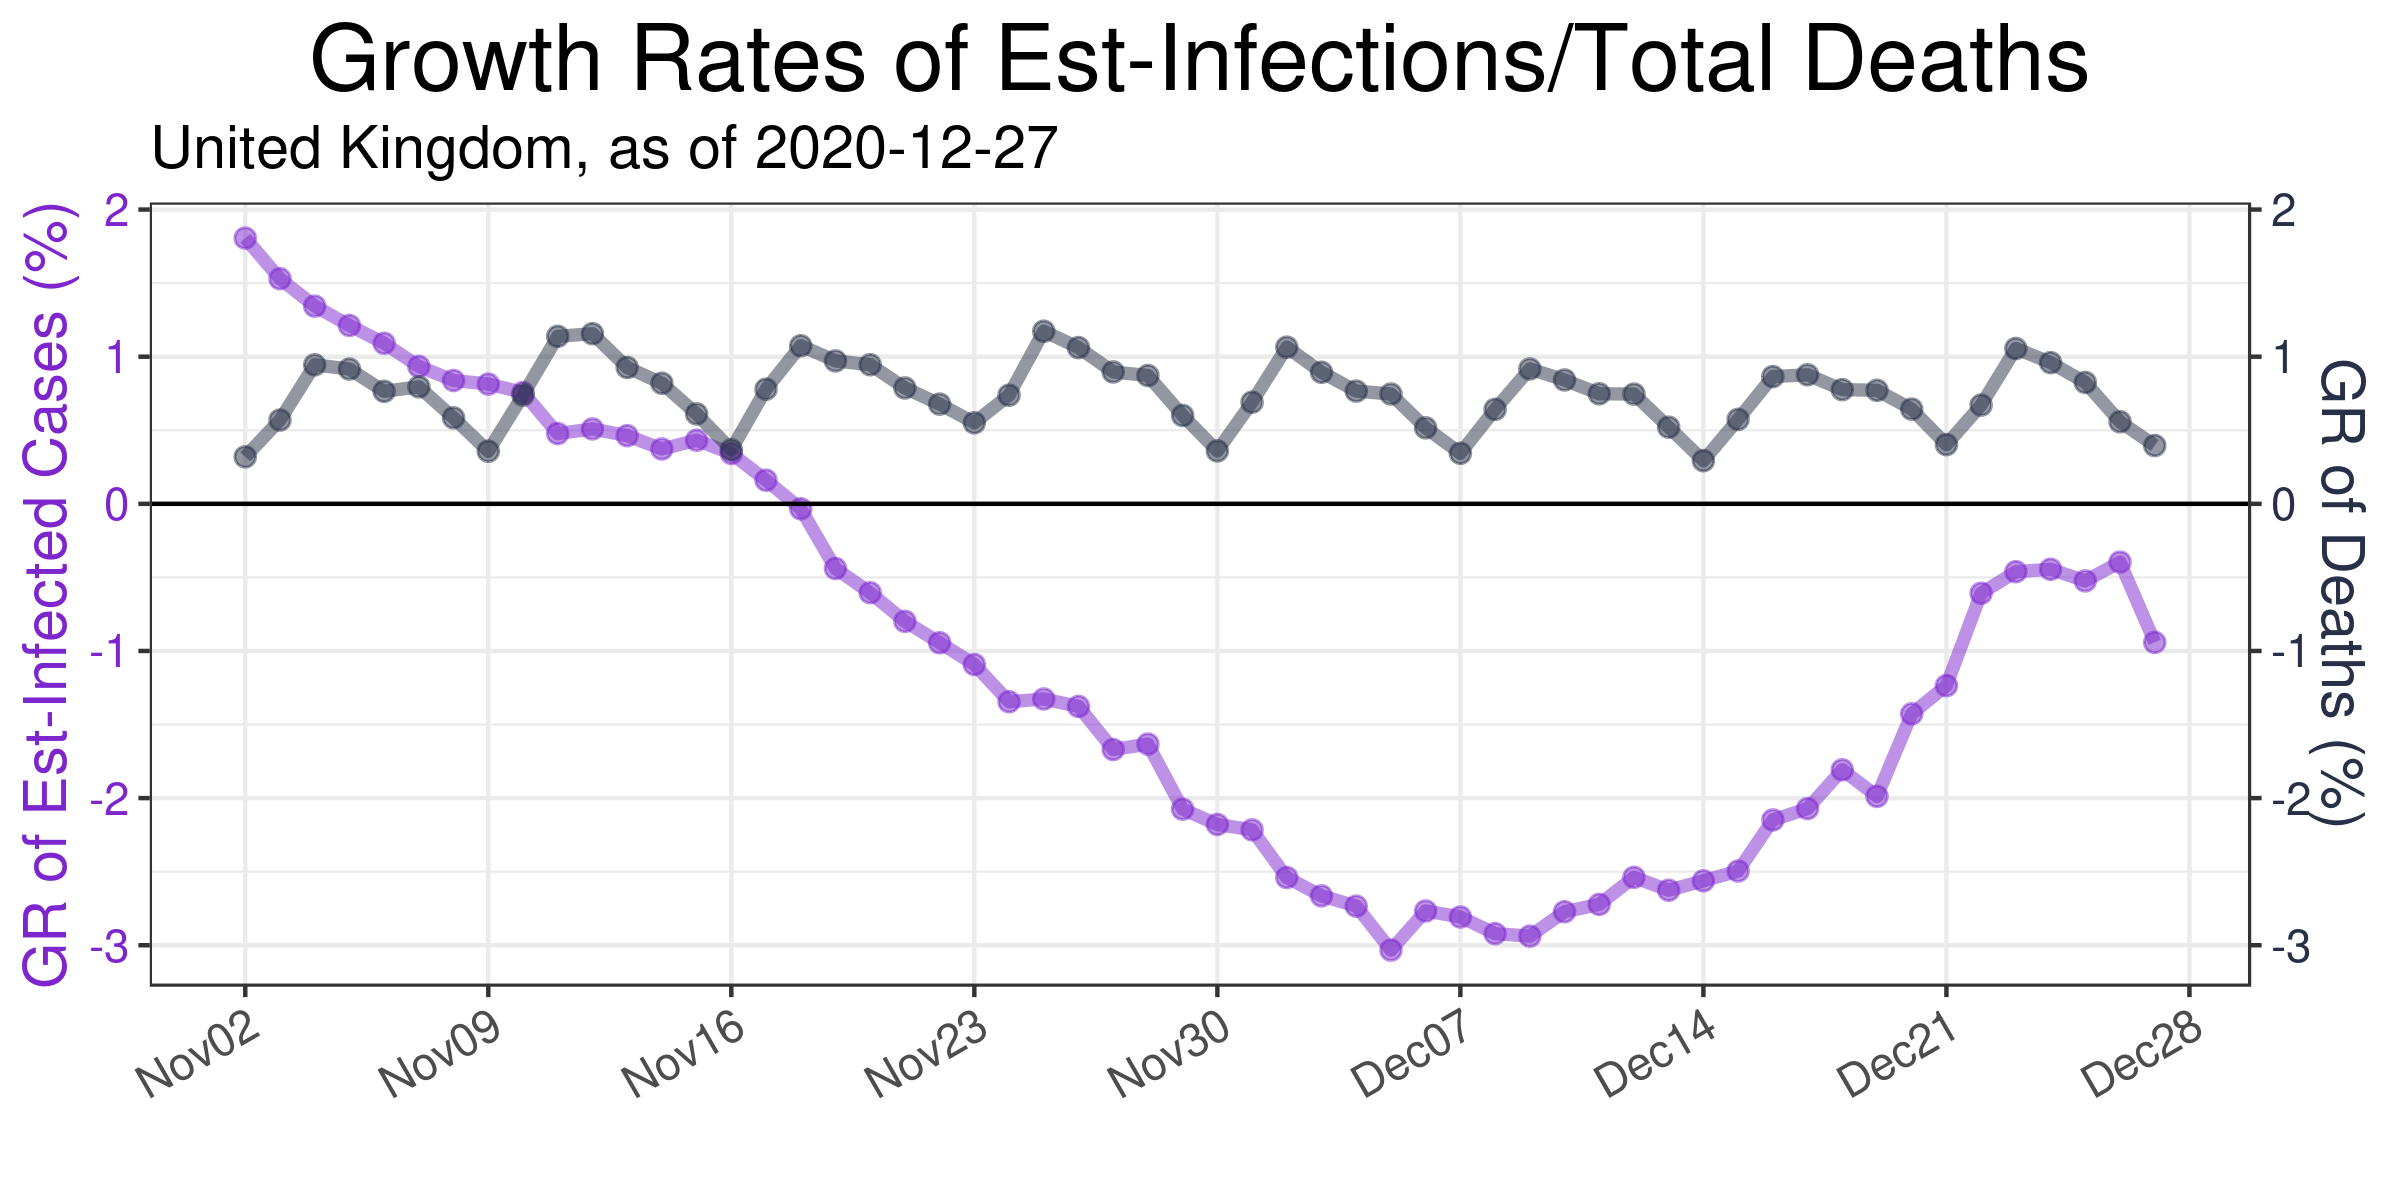 Growth Rates of Est-Infections/Total Deaths
United Kingdom, as of 2020-12-27
GR of Est-Infected Cases (%)
2
1
0
-1
-2
-3
2
1
0
-1
-2
-3
GR of Deaths (%)
Nov02
Nov09
Nov16
Nov23
Nov30
Dec07
Dec14
Dec21
Dec28